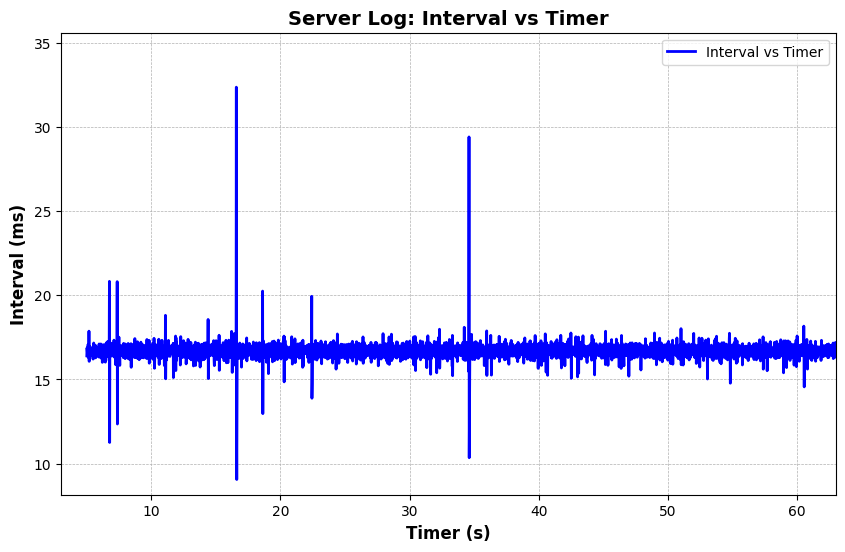 Server Log: Interval vs Timer
Interval vs Timer
35
30
25
20
15
10
Interval (ms)
10 20 30 40 50 60
Timer (s)